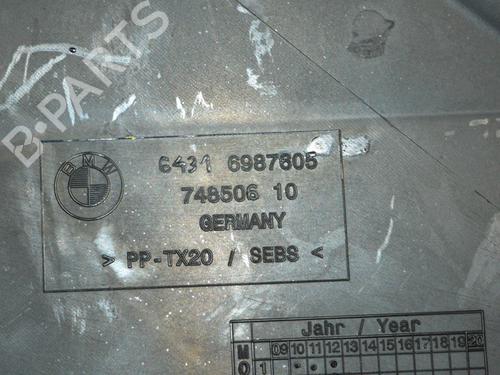 B-PARTS
BMW
6431 6987605
748506 10
GERMANY
> PP-TX20 / SEBS <
Jahr / Year
M 09 10 11 12 13 14 15 16 17 18 19 20
O 1